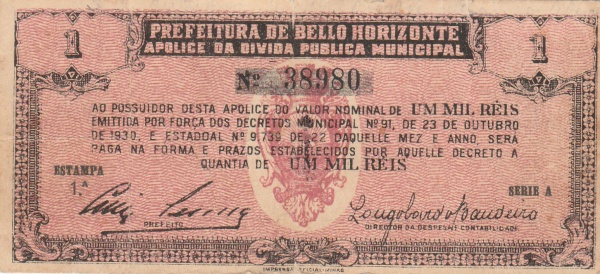 PREFEITURA DE BELLO HORIZONTE
APOLICE DA DIVIDA PUBLICA MUNICIPAL
1
1
Nº 38980
AO POSSUIDOR DESTA APOLICE DO VALOR NOMINAL DE UM MIL RÉIS
EMITTIDA POR FORÇA DOS DECRETOS MUNICIPAL Nº 91, DE 23 DE OUTUBRO
DE 1930, E ESTADOAL Nº 9.739, DE 22 DAQUELLE MEZ E ANNO, SERÁ
PAGA NA FORMA E PRAZOS ESTABELECIDOS POR AQUELLE DECRETO A
QUANTIA DE UM MIL RÉIS
ESTAMPA
1.ª
SERIE A
PREFEITO
DIRECTOR DA DESPESA E CONTABILIDADE
IMPRENSA OFICIAL-MINAS